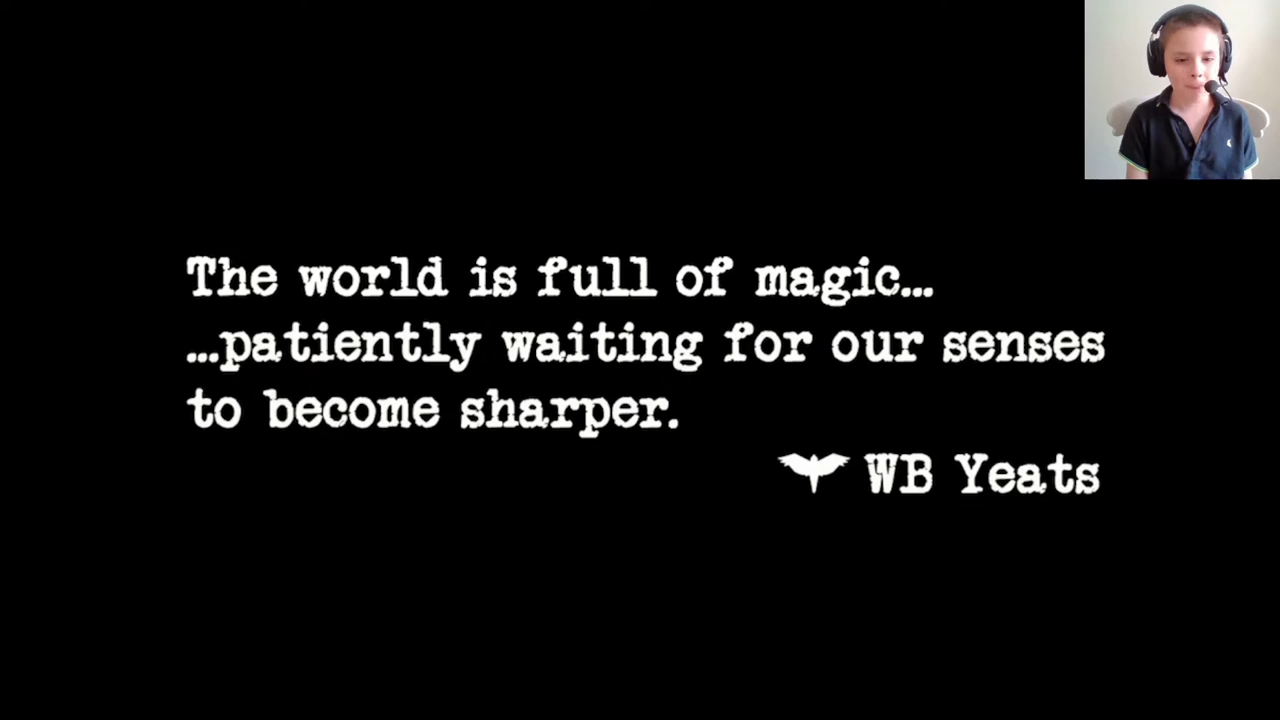 The world is full of magic...
...patiently waiting for our senses
to become sharper.
WB Yeats